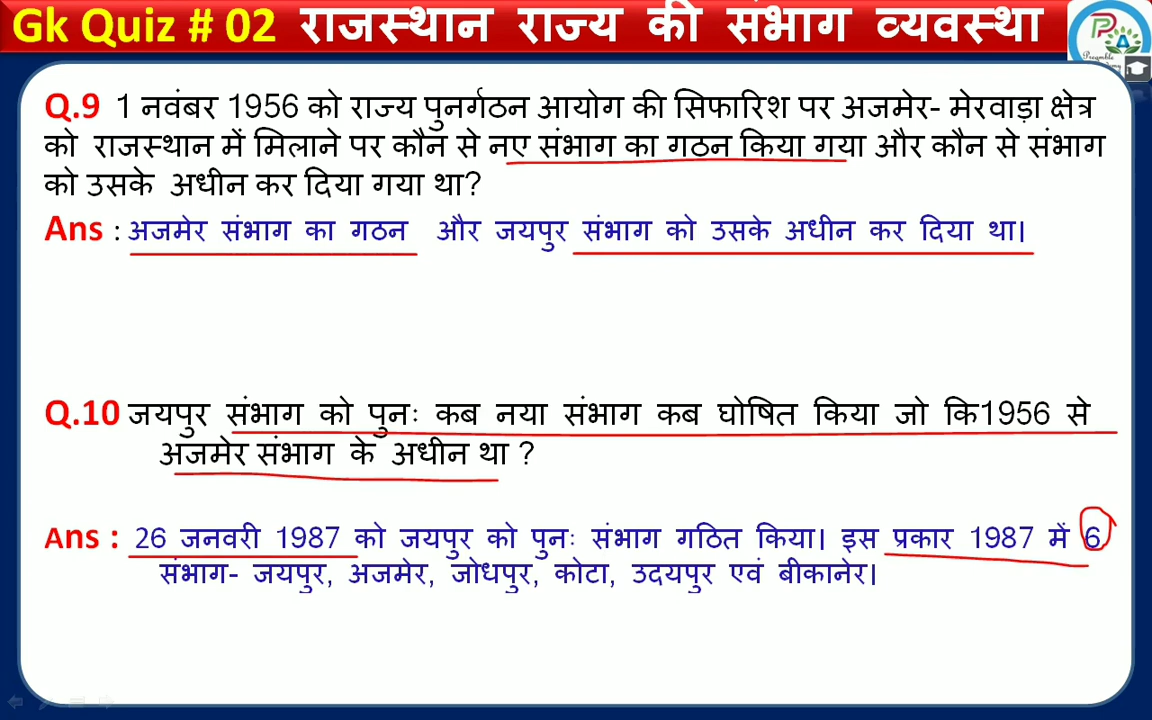 Gk Quiz # 02 राजस्थान राज्य की संभाग व्यवस्था
Q.9 1 नवंबर 1956 को राज्य पुनर्गठन आयोग की सिफारिश पर अजमेर- मेरवाड़ा क्षेत्र
को राजस्थान में मिलाने पर कौन से नए संभाग का गठन किया गया और कौन से संभाग
को उसके अधीन कर दिया गया था?
Ans : अजमेर संभाग का गठन और जयपुर संभाग को उसके अधीन कर दिया था।
Q.10 जयपुर संभाग को पुनः कब नया संभाग कब घोषित किया जो कि1956 से
अजमेर संभाग के अधीन था ?
Ans : 26 जनवरी 1987 को जयपुर को पुनः संभाग गठित किया। इस प्रकार 1987 में 6
संभाग- जयपुर, अजमेर, जोधपुर, कोटा, उदयपुर एवं बीकानेर।